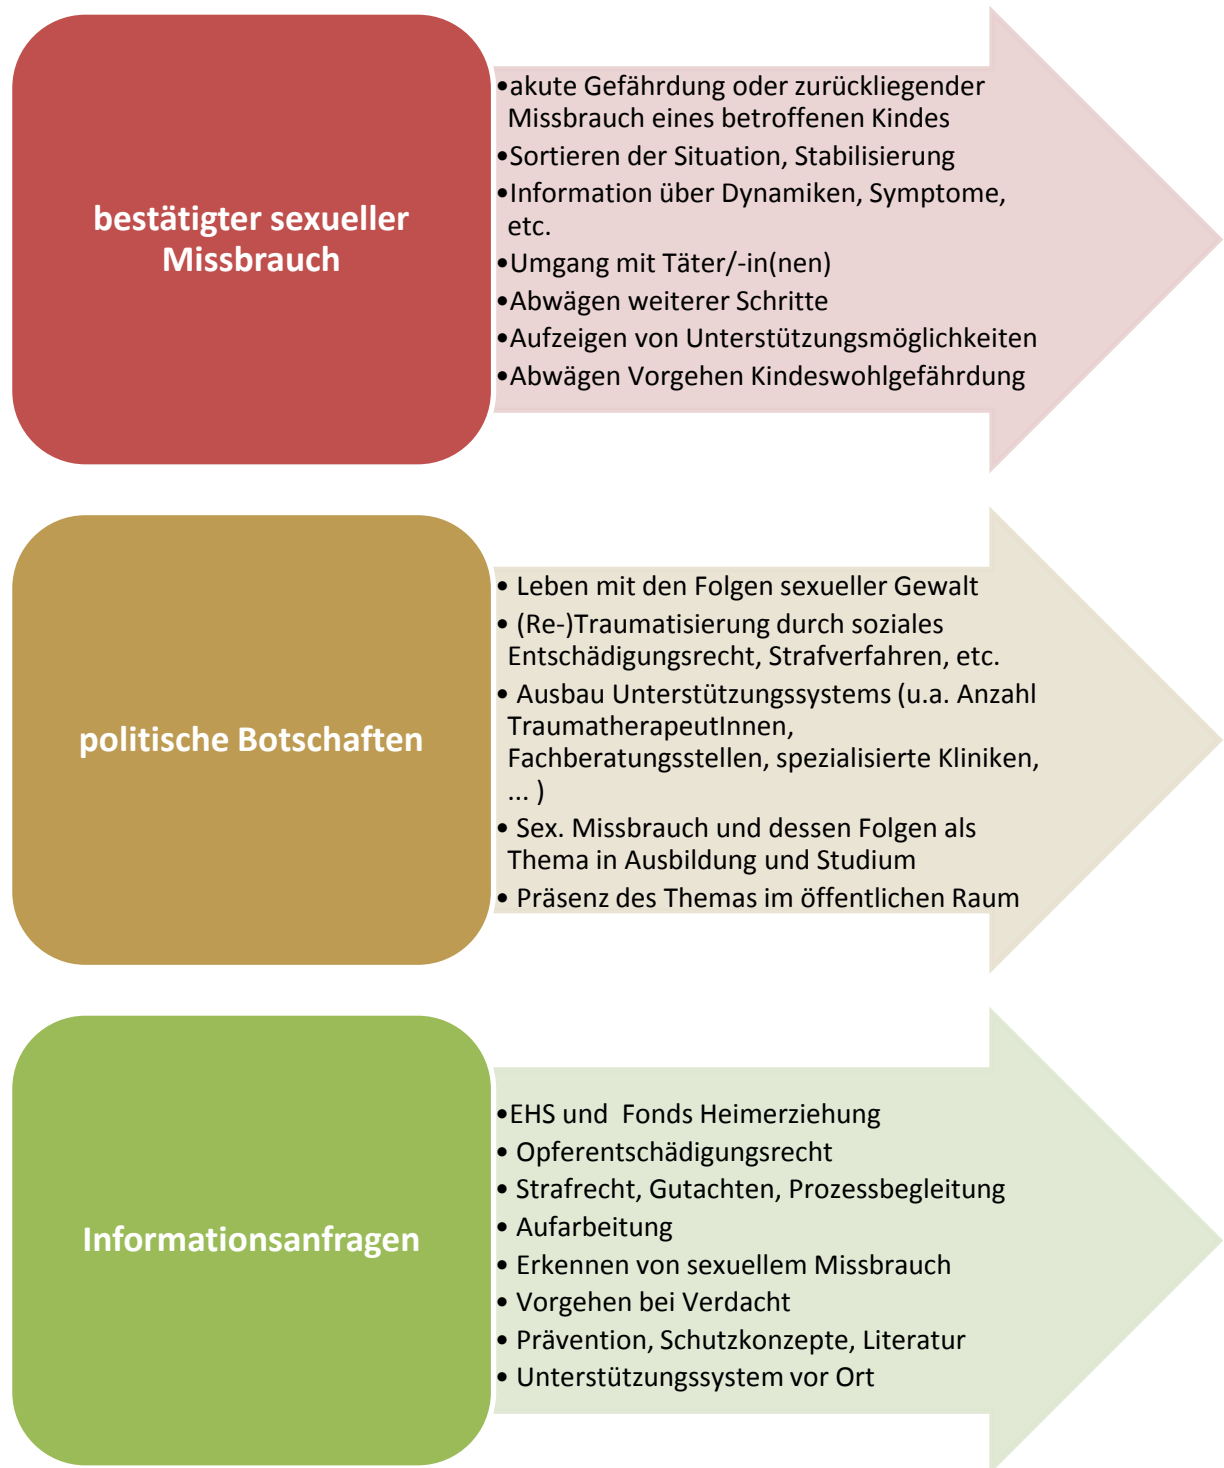 bestätigter sexueller
Missbrauch
•akute Gefährdung oder zurückliegender
Missbrauch eines betroffenen Kindes
•Sortieren der Situation, Stabilisierung
•Information über Dynamiken, Symptome,
etc.
•Umgang mit Täter/-in(nen)
•Abwägen weiterer Schritte
•Aufzeigen von Unterstützungsmöglichkeiten
•Abwägen Vorgehen Kindeswohlgefährdung
politische Botschaften
• Leben mit den Folgen sexueller Gewalt
• (Re-)Traumatisierung durch soziales
Entschädigungsrecht, Strafverfahren, etc.
• Ausbau Unterstützungssystems (u.a. Anzahl
TraumatherapeutInnen,
Fachberatungsstellen, spezialisierte Kliniken,
... )
• Sex. Missbrauch und dessen Folgen als
Thema in Ausbildung und Studium
• Präsenz des Themas im öffentlichen Raum
Informationsanfragen
•EHS und  Fonds Heimerziehung
• Opferentschädigungsrecht
• Strafrecht, Gutachten, Prozessbegleitung
• Aufarbeitung
• Erkennen von sexuellem Missbrauch
• Vorgehen bei Verdacht
• Prävention, Schutzkonzepte, Literatur
• Unterstützungssystem vor Ort